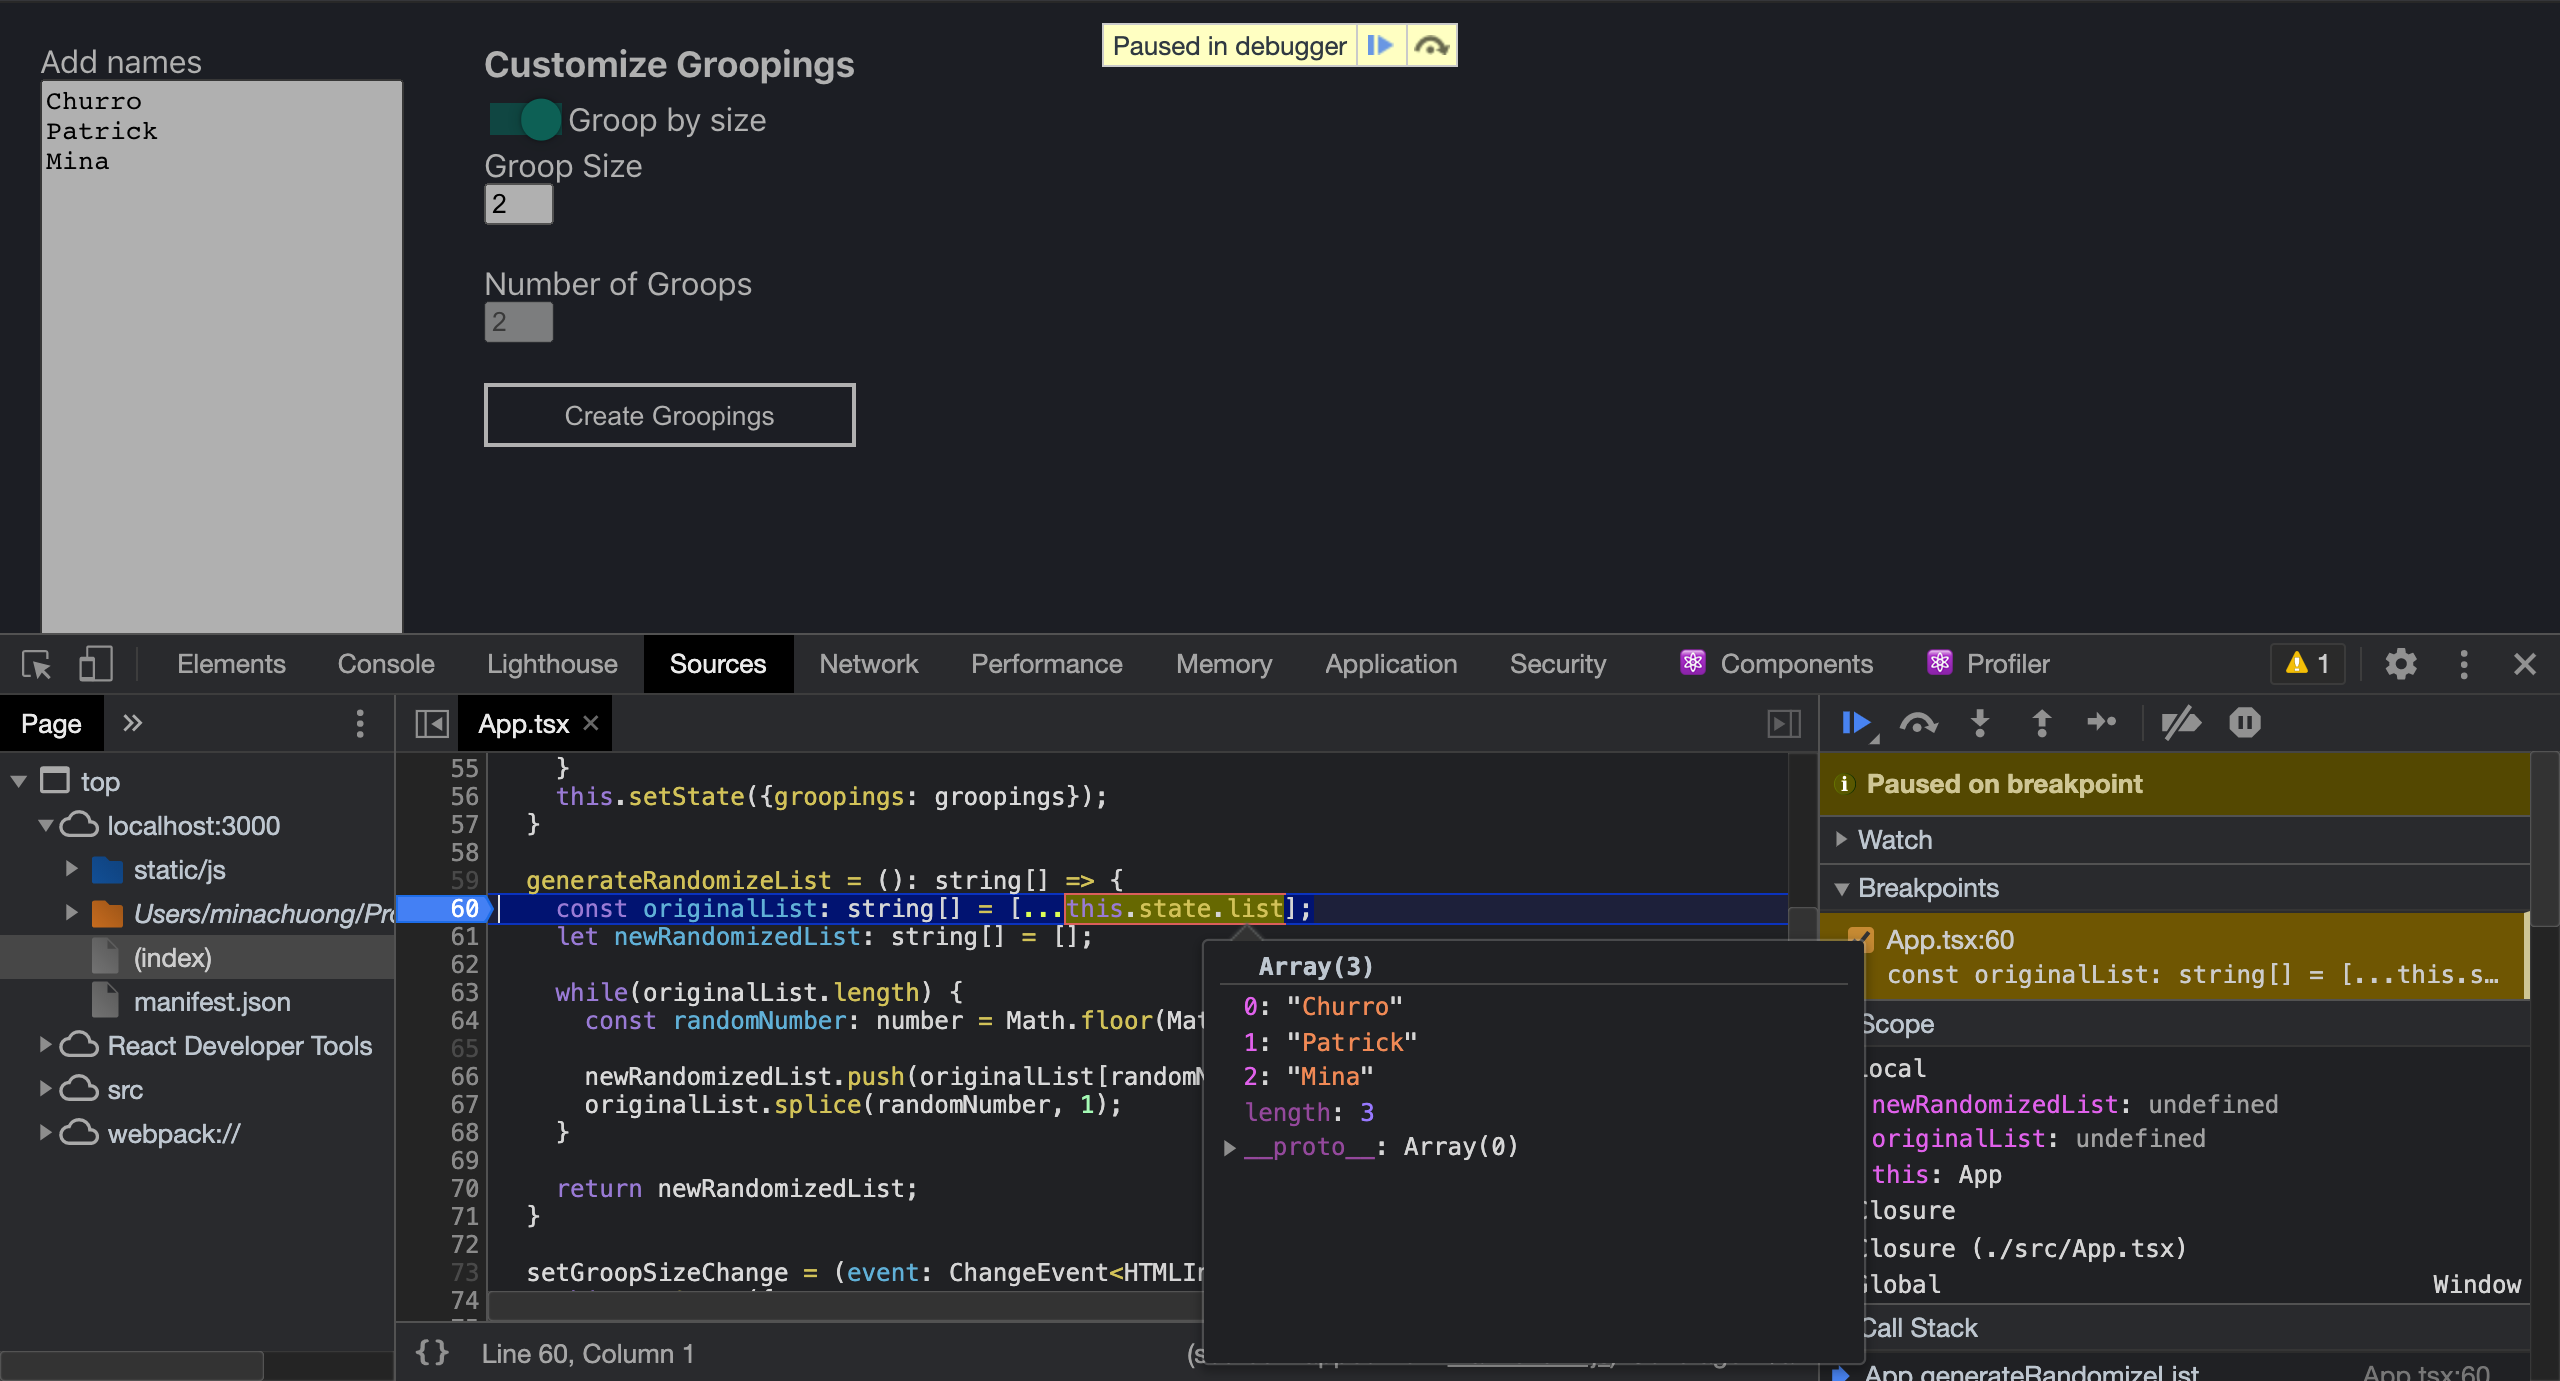 Paused in debugger
Add names
Churro
Patrick
Mina
Customize Groopings
Groop by size
Groop Size
2
Number of Groops
2
Create Groopings
Elements Console Lighthouse Sources Network Performance Memory Application Security Components Profiler 1
Page
App.tsx
top
localhost:3000
static/js
Users/minachuong/Pro
(index)
manifest.json
React Developer Tools
src
webpack://
55 }
56 this.setState({groopings: groopings});
57 }
58
59 generateRandomizeList = (): string[] => {
60 const originalList: string[] = [...this.state.list];
61 let newRandomizedList: string[] = [];
62
63 while(originalList.length) {
64 const randomNumber: number = Math.floor(Mat
65
66 newRandomizedList.push(originalList[randomN
67 originalList.splice(randomNumber, 1);
68 }
69
70 return newRandomizedList;
71 }
72
73 setGroopSizeChange = (event: ChangeEvent<HTMLIn
74
{} Line 60, Column 1
Array(3)
0: "Churro"
1: "Patrick"
2: "Mina"
length: 3
__proto__: Array(0)
Paused on breakpoint
Watch
Breakpoints
App.tsx:60
const originalList: string[] = [...this.s…
Scope
Local
newRandomizedList: undefined
originalList: undefined
this: App
Closure
Closure (./src/App.tsx)
Global Window
Call Stack
App.generateRandomizeList App.tsx:60